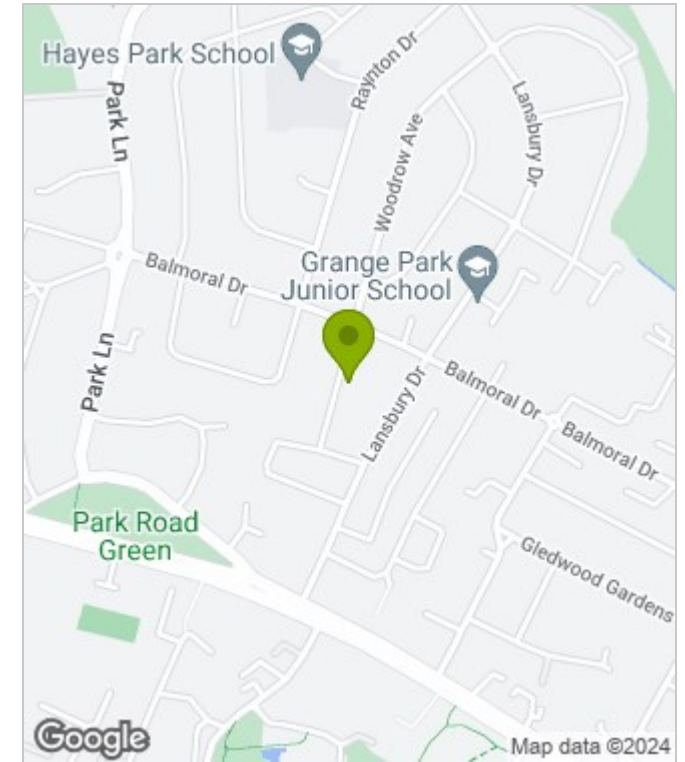 Hayes Park School
Raynton Dr
Park Ln
Woodrow Ave
Lansbury Dr
Balmoral Dr
Grange Park
Junior School
Park Ln
Lansbury Dr
Balmoral Dr
Balmoral Dr
Park Road
Green
Gledwood Gardens
Google
Map data ©2024